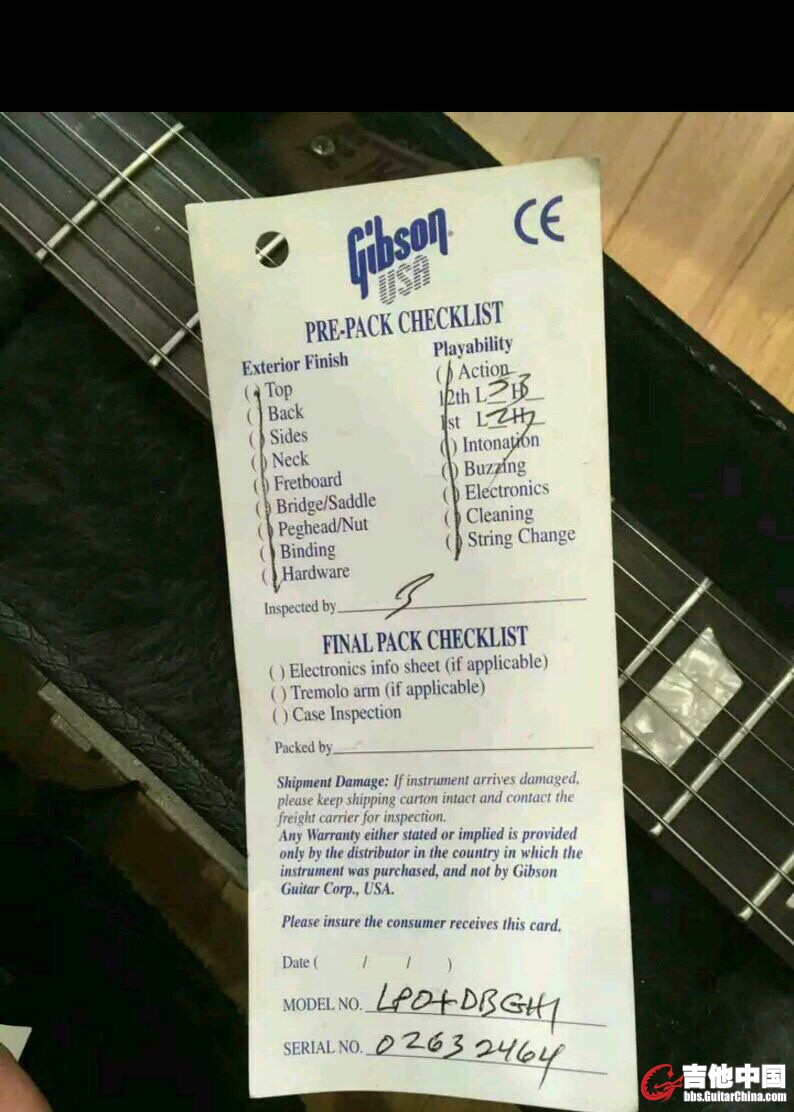 Gibson
USA
CE
PRE-PACK CHECKLIST
Exterior Finish
( ) Top
( ) Back
( ) Sides
( ) Neck
( ) Fretboard
( ) Bridge/Saddle
( ) Peghead/Nut
( ) Binding
( ) Hardware
Playability
( ) Action
12th L 3 H
1st L 2 H
( ) Intonation
( ) Buzzing
( ) Electronics
( ) Cleaning
( ) String Change
Inspected by
FINAL PACK CHECKLIST
( ) Electronics info sheet (if applicable)
( ) Tremolo arm (if applicable)
( ) Case Inspection
Packed by
Shipment Damage: If instrument arrives damaged,
please keep shipping carton intact and contact the
freight carrier for inspection.
Any Warranty either stated or implied is provided
only by the distributor in the country in which the
instrument was purchased, and not by Gibson
Guitar Corp., USA.
Please insure the consumer receives this card.
Date ( / / )
MODEL NO. LPO+DBGH1
SERIAL NO. 02632464
吉他中国
bbs.GuitarChina.com